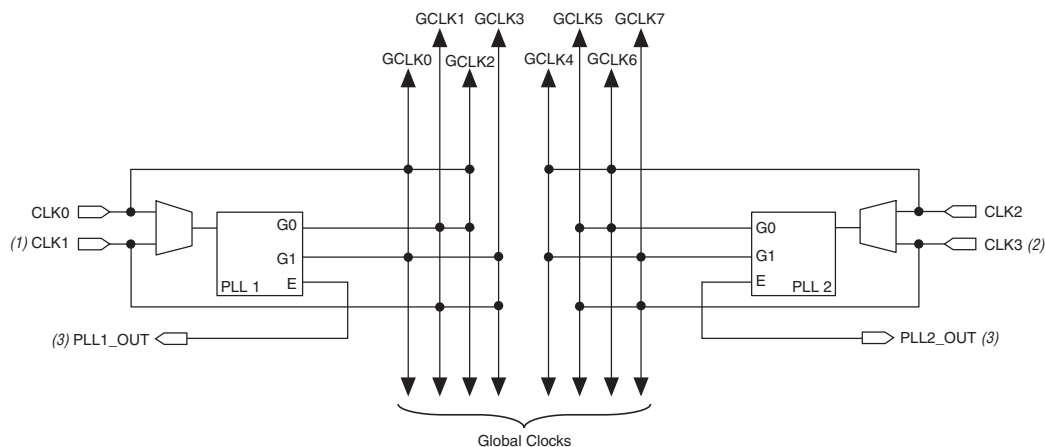 GCLK1 GCLK3 GCLK5 GCLK7
GCLK0 GCLK2 GCLK4 GCLK6
CLK0
G0
G0
CLK2
(1) CLK1
G1
G1
CLK3 (2)
PLL 1
E
E
PLL 2
(3) PLL1_OUT
PLL2_OUT (3)
Global Clocks